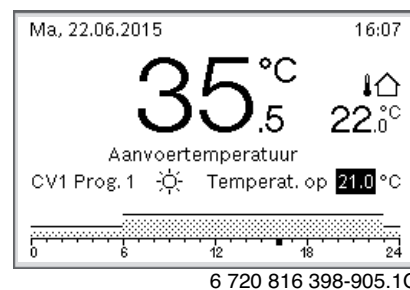 Ma, 22.06.2015 16:07
35.5 °C
22.0 °C
Aanvoertemperatuur
CV1 Prog. 1 Temperat. op 21.0 °C
0 6 12 18 24
6 720 816 398-905.1O